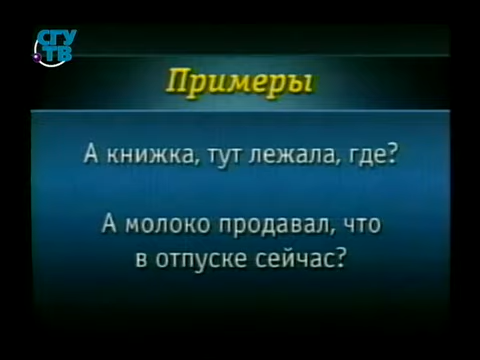 СГУ
ТВ
Примеры
А книжка, тут лежала, где?
А молоко продавал, что
в отпуске сейчас?